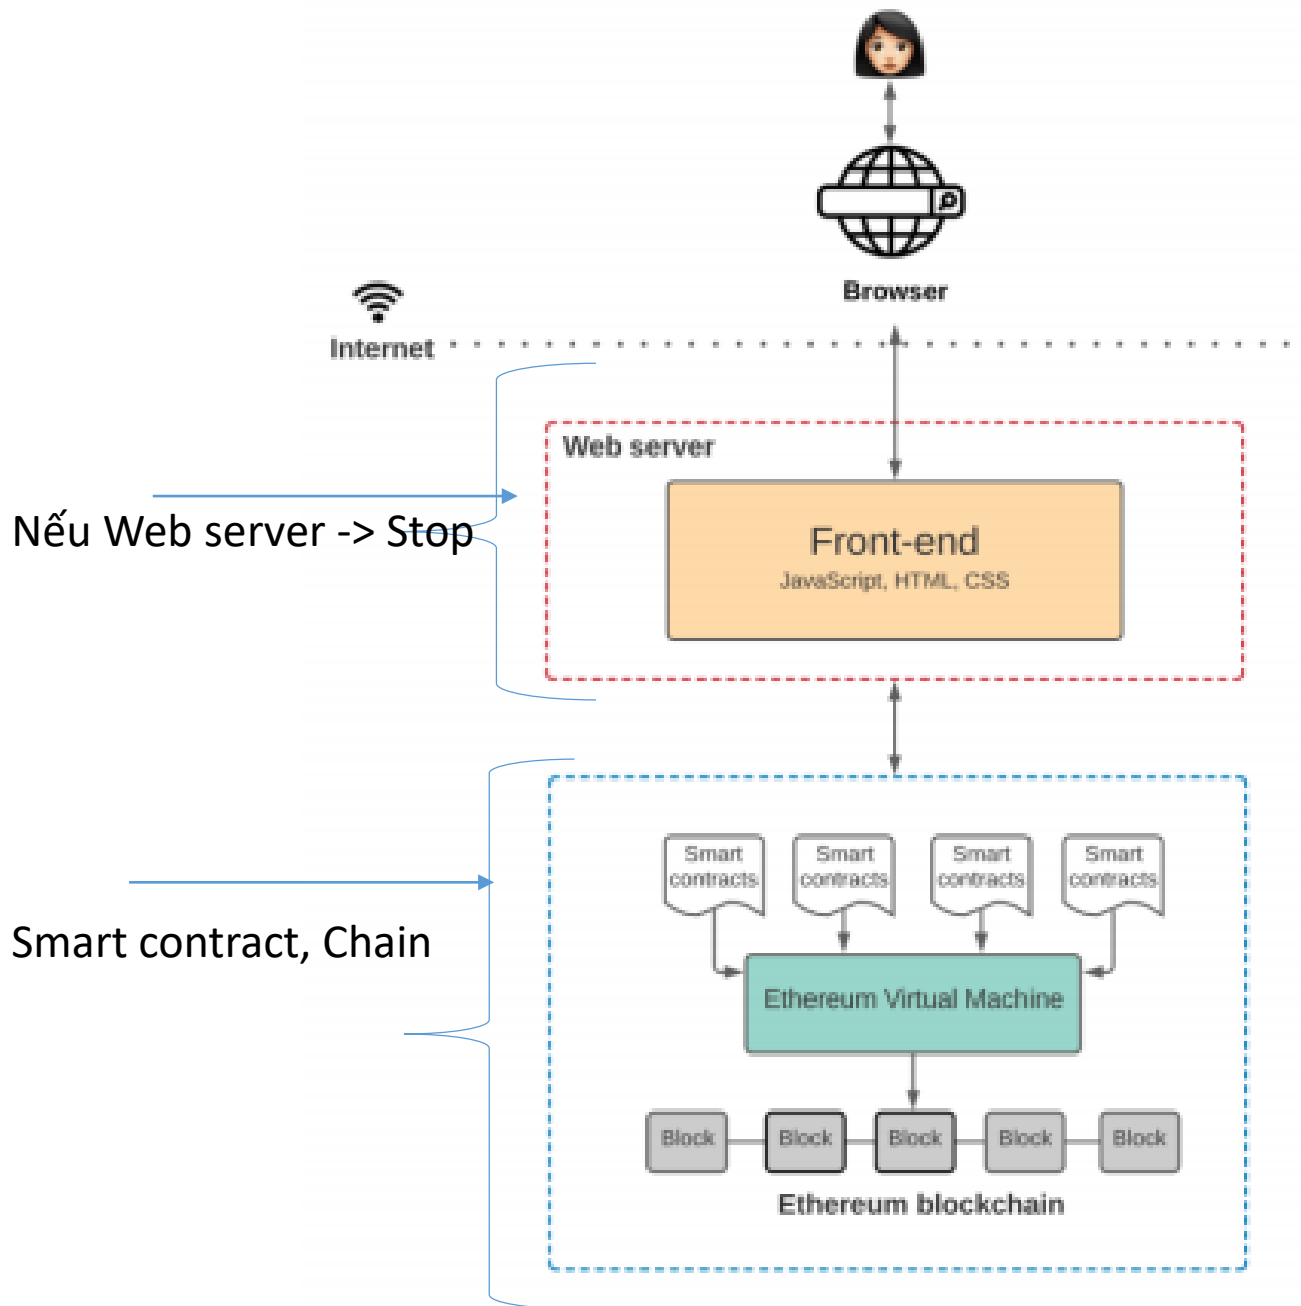 Browser
Internet
Web server
Nếu Web server -> Stop
Front-end
JavaScript, HTML, CSS
Smart contracts
Smart contracts
Smart contracts
Smart contracts
Smart contract, Chain
Ethereum Virtual Machine
Block
Block
Block
Block
Block
Ethereum blockchain